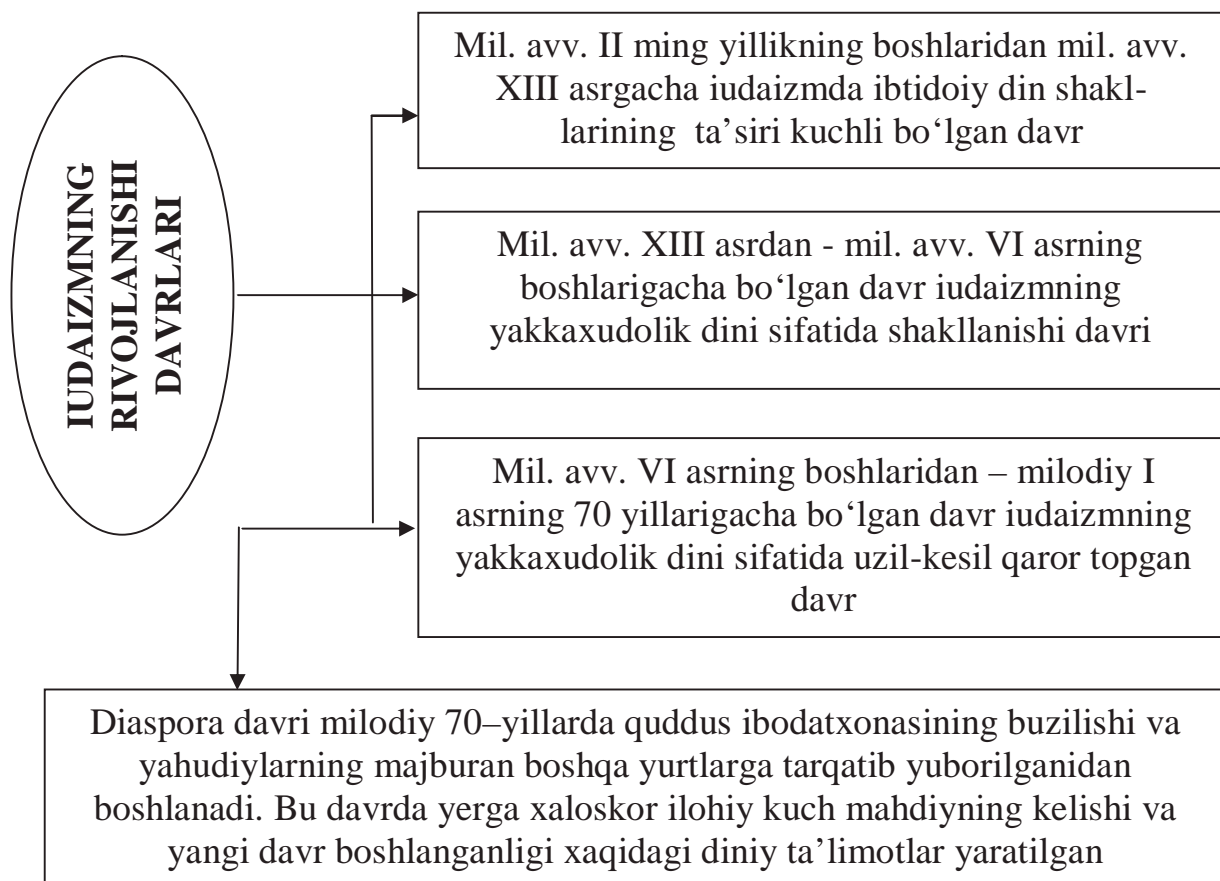 IUDAIZMNING
RIVOJLANISHI
DAVRLARI
Mil. avv. II ming yillikning boshlaridan mil. avv.
XIII asrgacha iudaizmda ibtidoiy din shakl-
larining ta’siri kuchli bo‘lgan davr
Mil. avv. XIII asrdan - mil. avv. VI asrning
boshlarigacha bo‘lgan davr iudaizmning
yakkaxudolik dini sifatida shakllanishi davri
Mil. avv. VI asrning boshlaridan – milodiy I
asrning 70 yillarigacha bo‘lgan davr iudaizmning
yakkaxudolik dini sifatida uzil-kesil qaror topgan
davr
Diaspora davri milodiy 70–yillarda quddus ibodatxonasining buzilishi va
yahudiylarning majburan boshqa yurtlarga tarqatib yuborilganidan
boshlanadi. Bu davrda yerga xaloskor ilohiy kuch mahdiyning kelishi va
yangi davr boshlanganligi xaqidagi diniy ta’limotlar yaratilgan